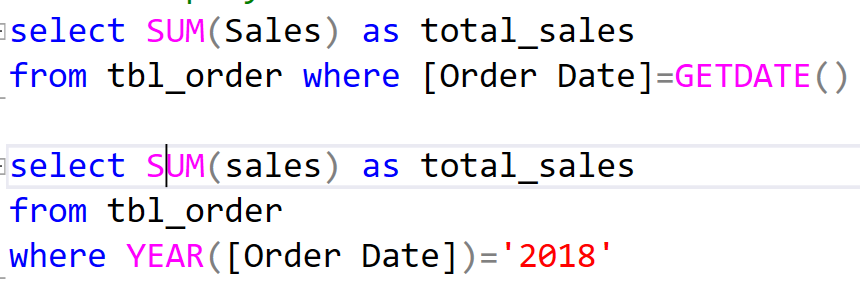 select SUM(Sales) as total_sales
from tbl_order where [Order Date]=GETDATE()
select SUM(sales) as total_sales
from tbl_order
where YEAR([Order Date])='2018'